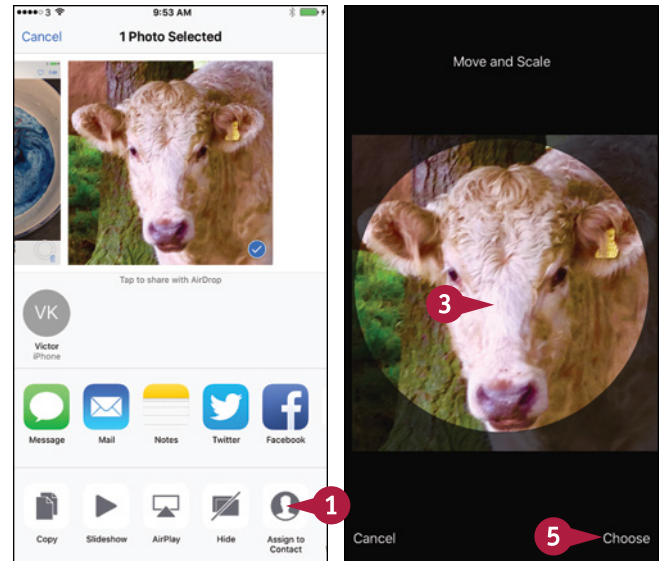 3
9:53 AM
Cancel
1 Photo Selected
Tap to share with AirDrop
VK
Victor
iPhone
Message
Mail
Notes
Twitter
Facebook
Copy
Slideshow
AirPlay
Hide
Assign to
Contact
1
Move and Scale
3
Cancel
5
Choose